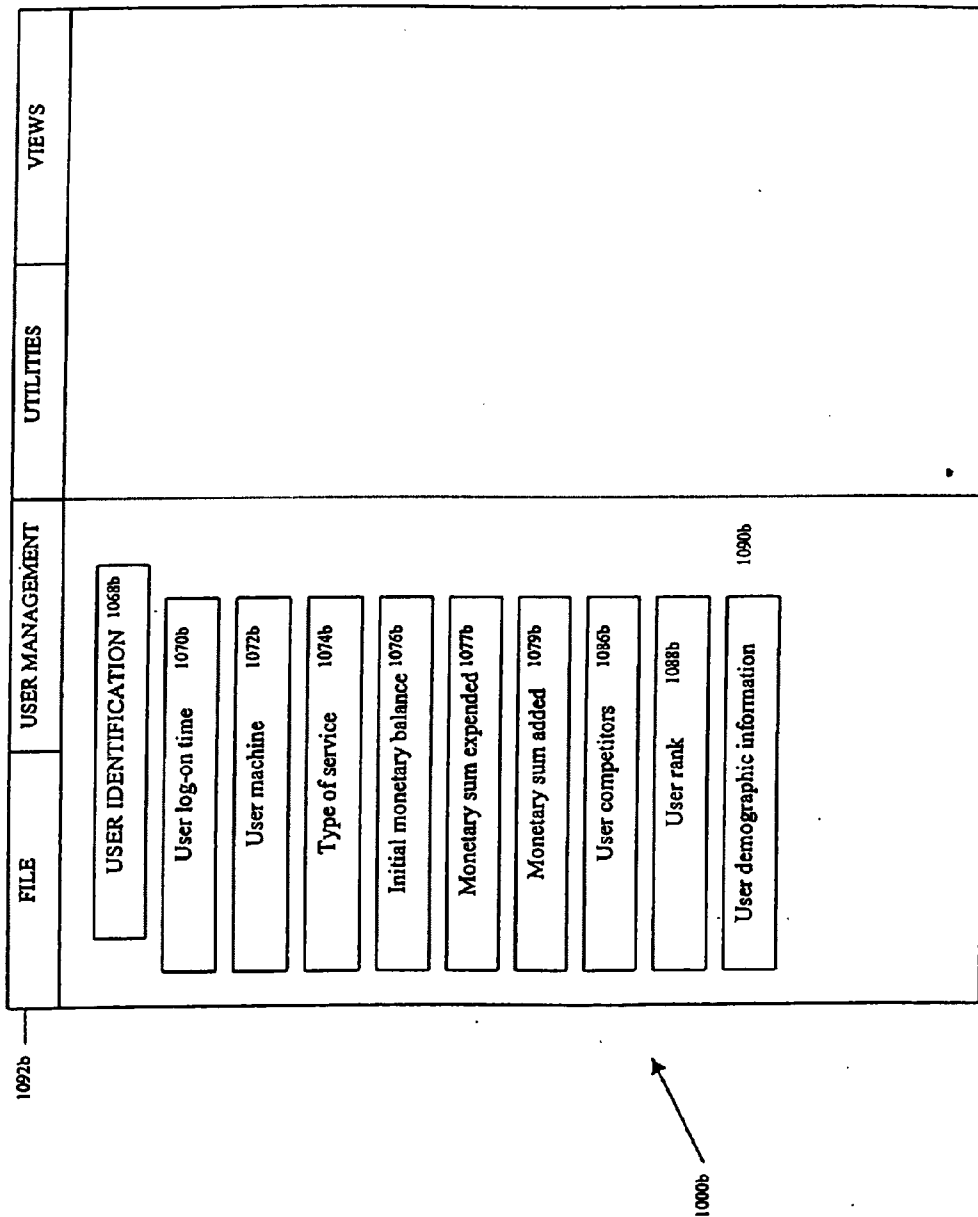 1092b
FILE
USER MANAGEMENT
UTILITIES
VIEWS
USER IDENTIFICATION 1068b
User log-on time 1070b
User machine 1072b
Type of service 1074b
Initial monetary balance 1076b
Monetary sum expended 1077b
Monetary sum added 1079b
User competitors 1086b
User rank 1088b
User demographic information 1090b
1000b